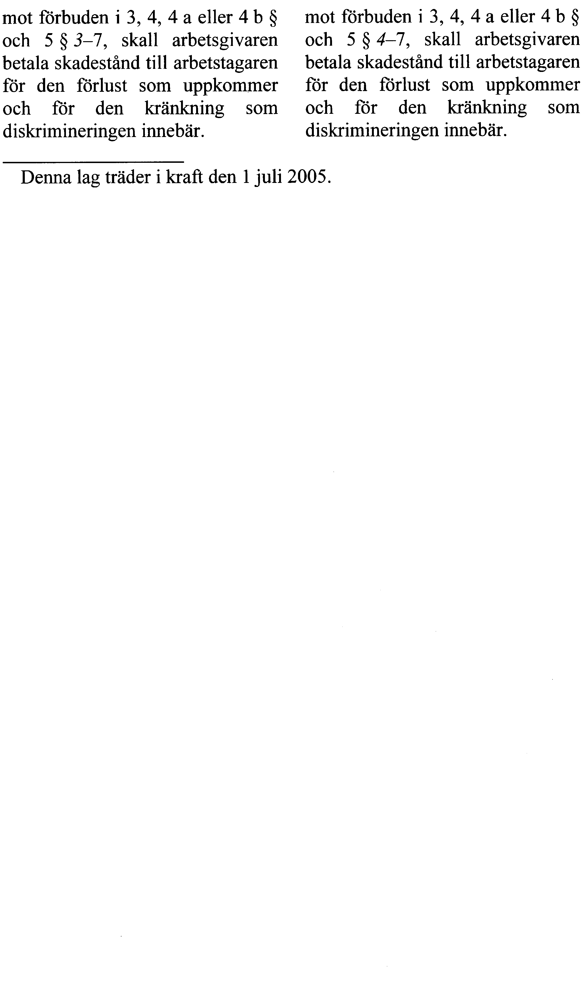 mot förbuden i 3, 4, 4 a eller 4 b §
och 5 § 3–7, skall arbetsgivaren
betala skadestånd till arbetstagaren
för den förlust som uppkommer
och för den kränkning som
diskrimineringen innebär.
mot förbuden i 3, 4, 4 a eller 4 b §
och 5 § 4–7, skall arbetsgivaren
betala skadestånd till arbetstagaren
för den förlust som uppkommer
och för den kränkning som
diskrimineringen innebär.
Denna lag träder i kraft den 1 juli 2005.